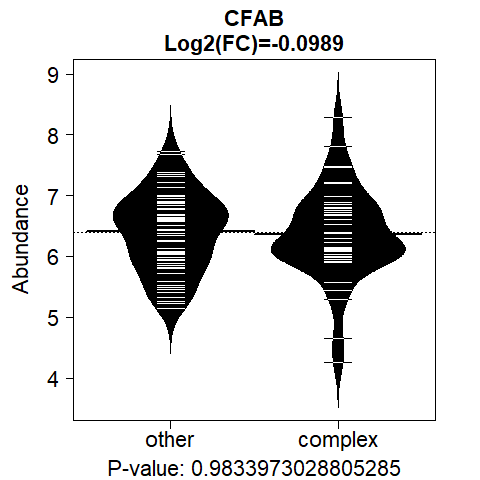 CFAB
Log2(FC)=-0.0989
Abundance
9
8
7
6
5
4
other complex
P-value: 0.9833973028805285